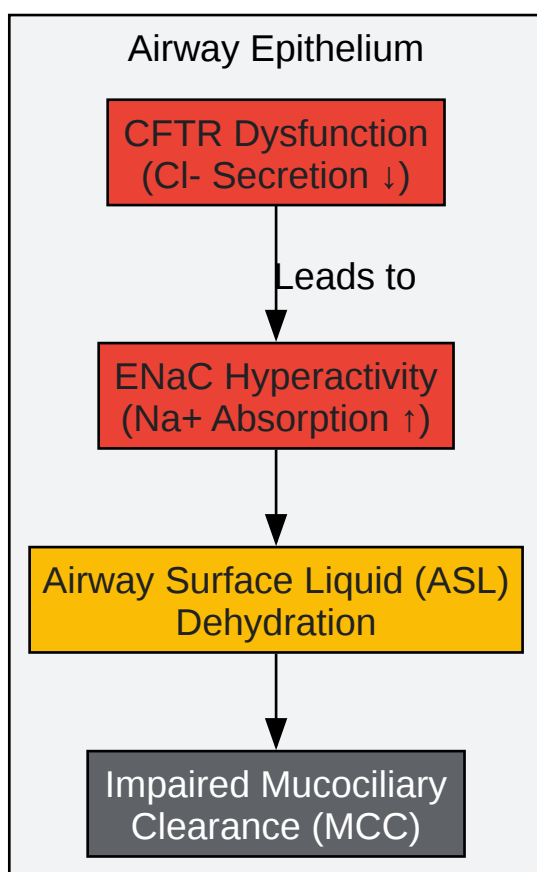 Airway Epithelium
CFTR Dysfunction
(Cl- Secretion ↓)
Leads to
ENaC Hyperactivity
(Na+ Absorption ↑)
Airway Surface Liquid (ASL)
Dehydration
Impaired Mucociliary
Clearance (MCC)